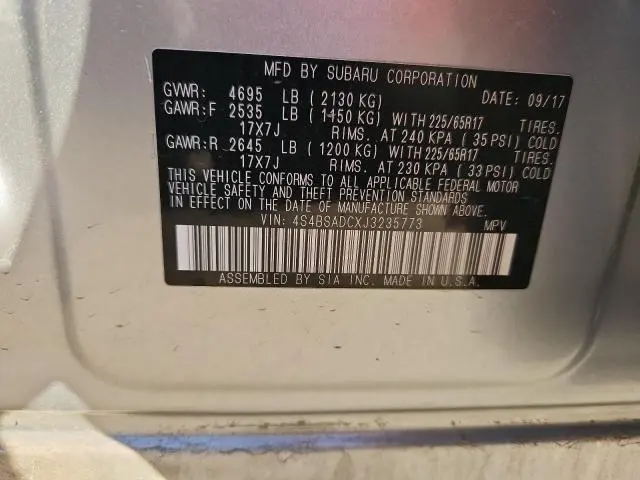 MFD BY SUBARU CORPORATION
GVWR: 4695 LB ( 2130 KG) DATE: 09/17
GAWR:F 2535 LB ( 1150 KG) WITH 225/65R17 TIRES.
17X7J RIMS. AT 240 KPA ( 35 PSI) COLD
GAWR:R 2645 LB ( 1200 KG) WITH 225/65R17 TIRES.
17X7J RIMS. AT 230 KPA ( 33 PSI) COLD
THIS VEHICLE CONFORMS TO ALL APPLICABLE FEDERAL MOTOR
VEHICLE SAFETY AND THEFT PREVENTION STANDARDS
IN EFFECT ON THE DATE OF MANUFACTURE SHOWN ABOVE.
VIN: 4S4BSADCXJ3235773 MPV
ASSEMBLED BY SIA INC. MADE IN U.S.A.